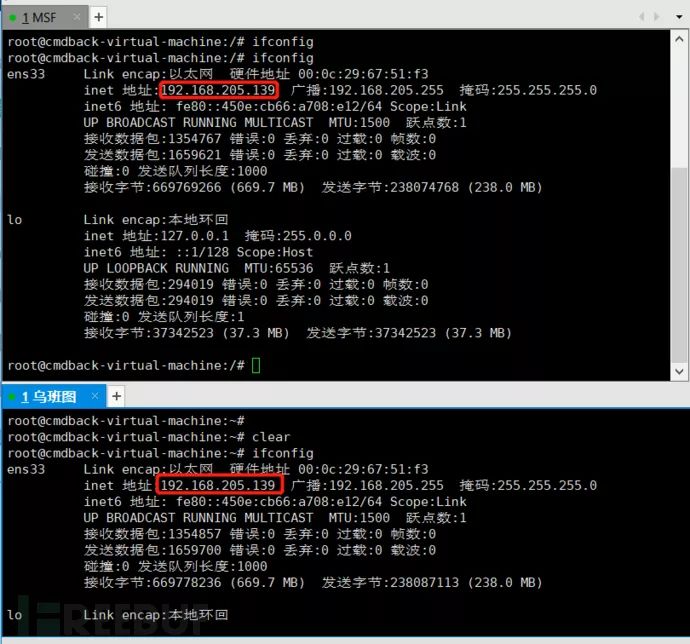 1 MSF
root@cmdback-virtual-machine:/# ifconfig
root@cmdback-virtual-machine:/# ifconfig
ens33 Link encap:以太网 硬件地址 00:0c:29:67:51:f3
inet 地址:192.168.205.139 广播:192.168.205.255 掩码:255.255.255.0
inet6 地址: fe80::450e:cb66:a708:e12/64 Scope:Link
UP BROADCAST RUNNING MULTICAST MTU:1500 跃点数:1
接收数据包:1354767 错误:0 丢弃:0 过载:0 帧数:0
发送数据包:1659621 错误:0 丢弃:0 过载:0 载波:0
碰撞:0 发送队列长度:1000
接收字节:669769266 (669.7 MB) 发送字节:238074768 (238.0 MB)
lo Link encap:本地环回
inet 地址:127.0.0.1 掩码:255.0.0.0
inet6 地址: ::1/128 Scope:Host
UP LOOPBACK RUNNING MTU:65536 跃点数:1
接收数据包:294019 错误:0 丢弃:0 过载:0 帧数:0
发送数据包:294019 错误:0 丢弃:0 过载:0 载波:0
碰撞:0 发送队列长度:1
接收字节:37342523 (37.3 MB) 发送字节:37342523 (37.3 MB)
root@cmdback-virtual-machine:/#
1 乌班图
root@cmdback-virtual-machine:~#
root@cmdback-virtual-machine:~# clear
root@cmdback-virtual-machine:~# ifconfig
ens33 Link encap:以太网 硬件地址 00:0c:29:67:51:f3
inet 地址:192.168.205.139 广播:192.168.205.255 掩码:255.255.255.0
inet6 地址: fe80::450e:cb66:a708:e12/64 Scope:Link
UP BROADCAST RUNNING MULTICAST MTU:1500 跃点数:1
接收数据包:1354857 错误:0 丢弃:0 过载:0 帧数:0
发送数据包:1659700 错误:0 丢弃:0 过载:0 载波:0
碰撞:0 发送队列长度:1000
接收字节:669778236 (669.7 MB) 发送字节:238087113 (238.0 MB)
lo Link encap:本地环回
FREEBUF